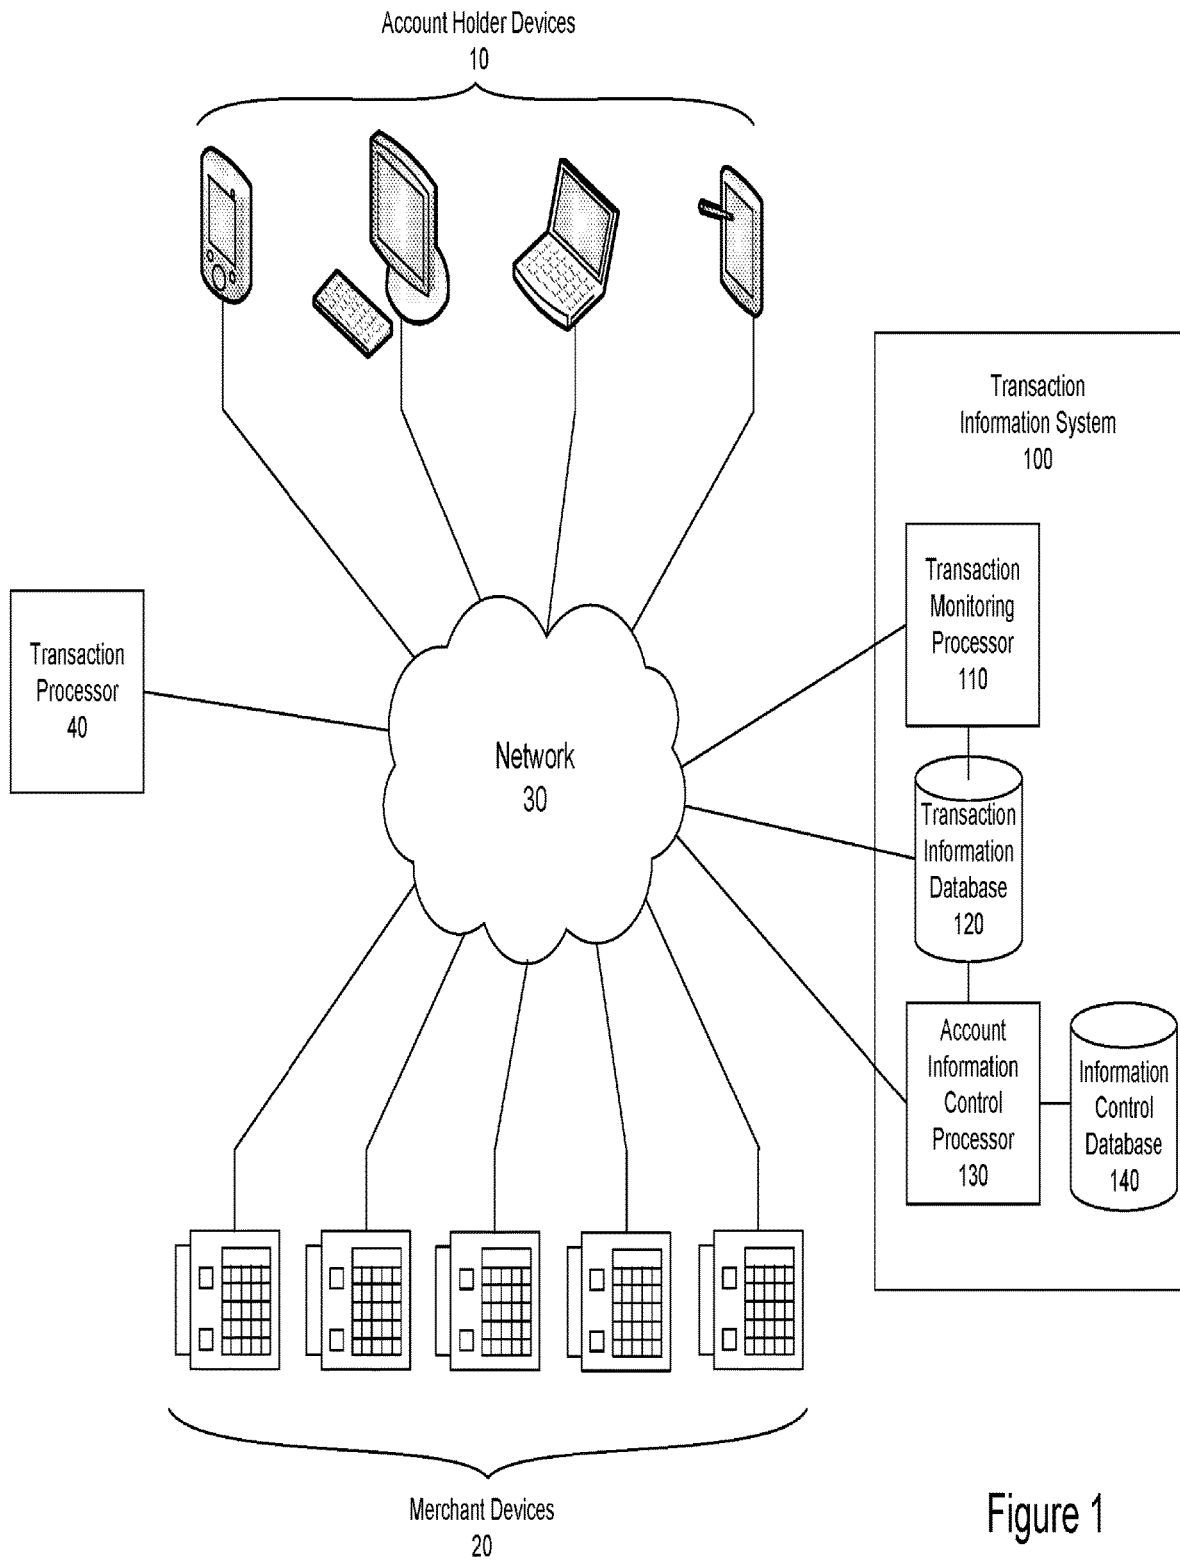 Account Holder Devices
10
Transaction
Information System
100
Transaction
Monitoring
Processor
110
Transaction
Processor
40
Network
30
Transaction
Information
Database
120
Account
Information
Control
Processor
130
Information
Control
Database
140
Merchant Devices
20
Figure 1